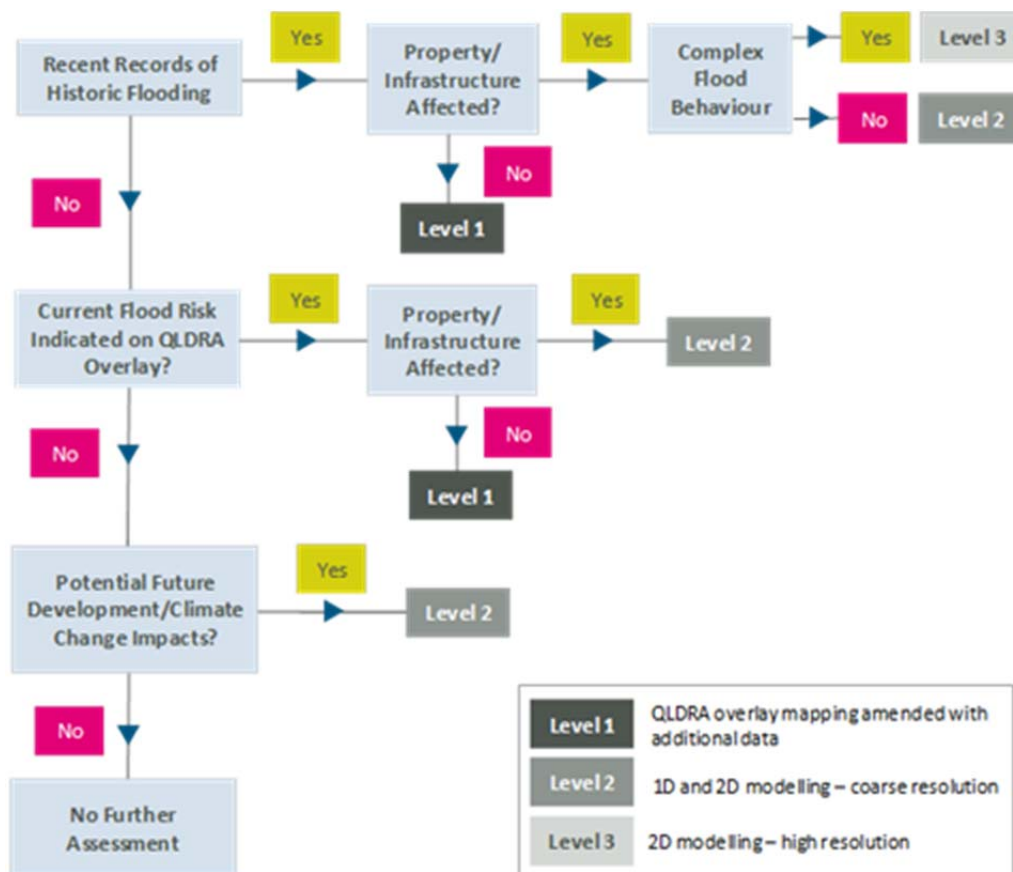 Recent Records of
Historic Flooding
Yes
Property/
Infrastructure
Affected?
Yes
Complex
Flood
Behaviour
Yes
Level 3
No
Level 2
No
No
Level 1
Current Flood Risk
Indicated on QLDRA
Overlay?
Yes
Property/
Infrastructure
Affected?
Yes
Level 2
No
No
Level 1
Potential Future
Development/Climate
Change Impacts?
Yes
Level 2
No
No Further
Assessment
Level 1
QLDRA overlay mapping amended with
additional data
Level 2
1D and 2D modelling – coarse resolution
Level 3
2D modelling – high resolution